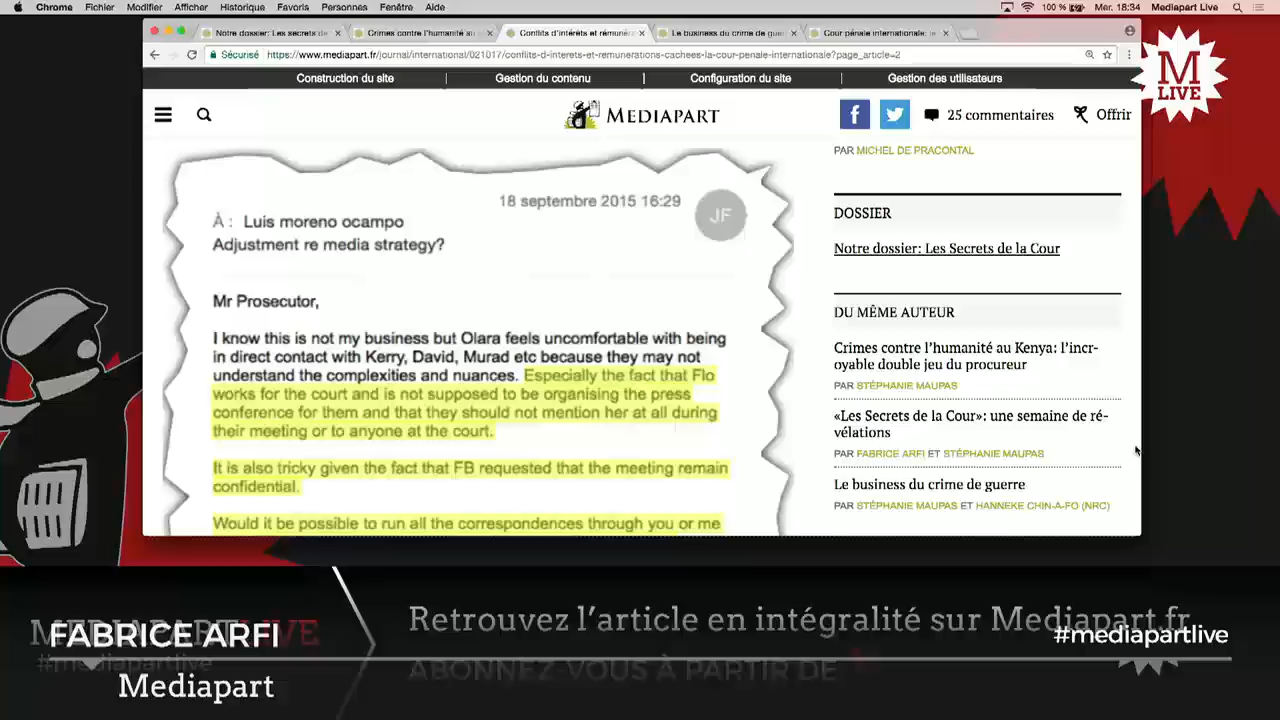 Chrome Fichier Modifier Afficher Historique Favoris Personnes Fenêtre Aide
100 % Mer. 18:34 Mediapart Live
Notre dossier: Les secrets de
Crimes contre l'humanité au
Conflits d'intérêts et rémunéra
Le business du crime de guer
Cour pénale internationale: le
Sécurisé https://www.mediapart.fr/journal/international/021017/conflits-d-interets-et-remunerations-cachees-la-cour-penale-internationale?page_article=2
Construction du site
Gestion du contenu
Configuration du site
Gestion des utilisateurs
M
LIVE
MEDIAPART
f
25 commentaires
Offrir
18 septembre 2015 16:29
JF
À : Luis moreno ocampo
Adjustment re media strategy?
Mr Prosecutor,
I know this is not my business but Olara feels uncomfortable with being
in direct contact with Kerry, David, Murad etc because they may not
understand the complexities and nuances. Especially the fact that Flo
works for the court and is not supposed to be organising the press
conference for them and that they should not mention her at all during
their meeting or to anyone at the court.
It is also tricky given the fact that FB requested that the meeting remain
confidential.
Would it be possible to run all the correspondences through you or me
PAR MICHEL DE PRACONTAL
DOSSIER
Notre dossier: Les Secrets de la Cour
DU MÊME AUTEUR
Crimes contre l'humanité au Kenya: l'incr-
oyable double jeu du procureur
PAR STÉPHANIE MAUPAS
«Les Secrets de la Cour»: une semaine de ré-
vélations
PAR FABRICE ARFI ET STÉPHANIE MAUPAS
Le business du crime de guerre
PAR STÉPHANIE MAUPAS ET HANNEKE CHIN-A-FO (NRC)
MEDIAPART LIVE
#mediapartlive
FABRICE ARFI
Mediapart
Retrouvez l'article en intégralité sur Mediapart.fr
ABONNEZ-VOUS À PARTIR DE
#mediapartlive